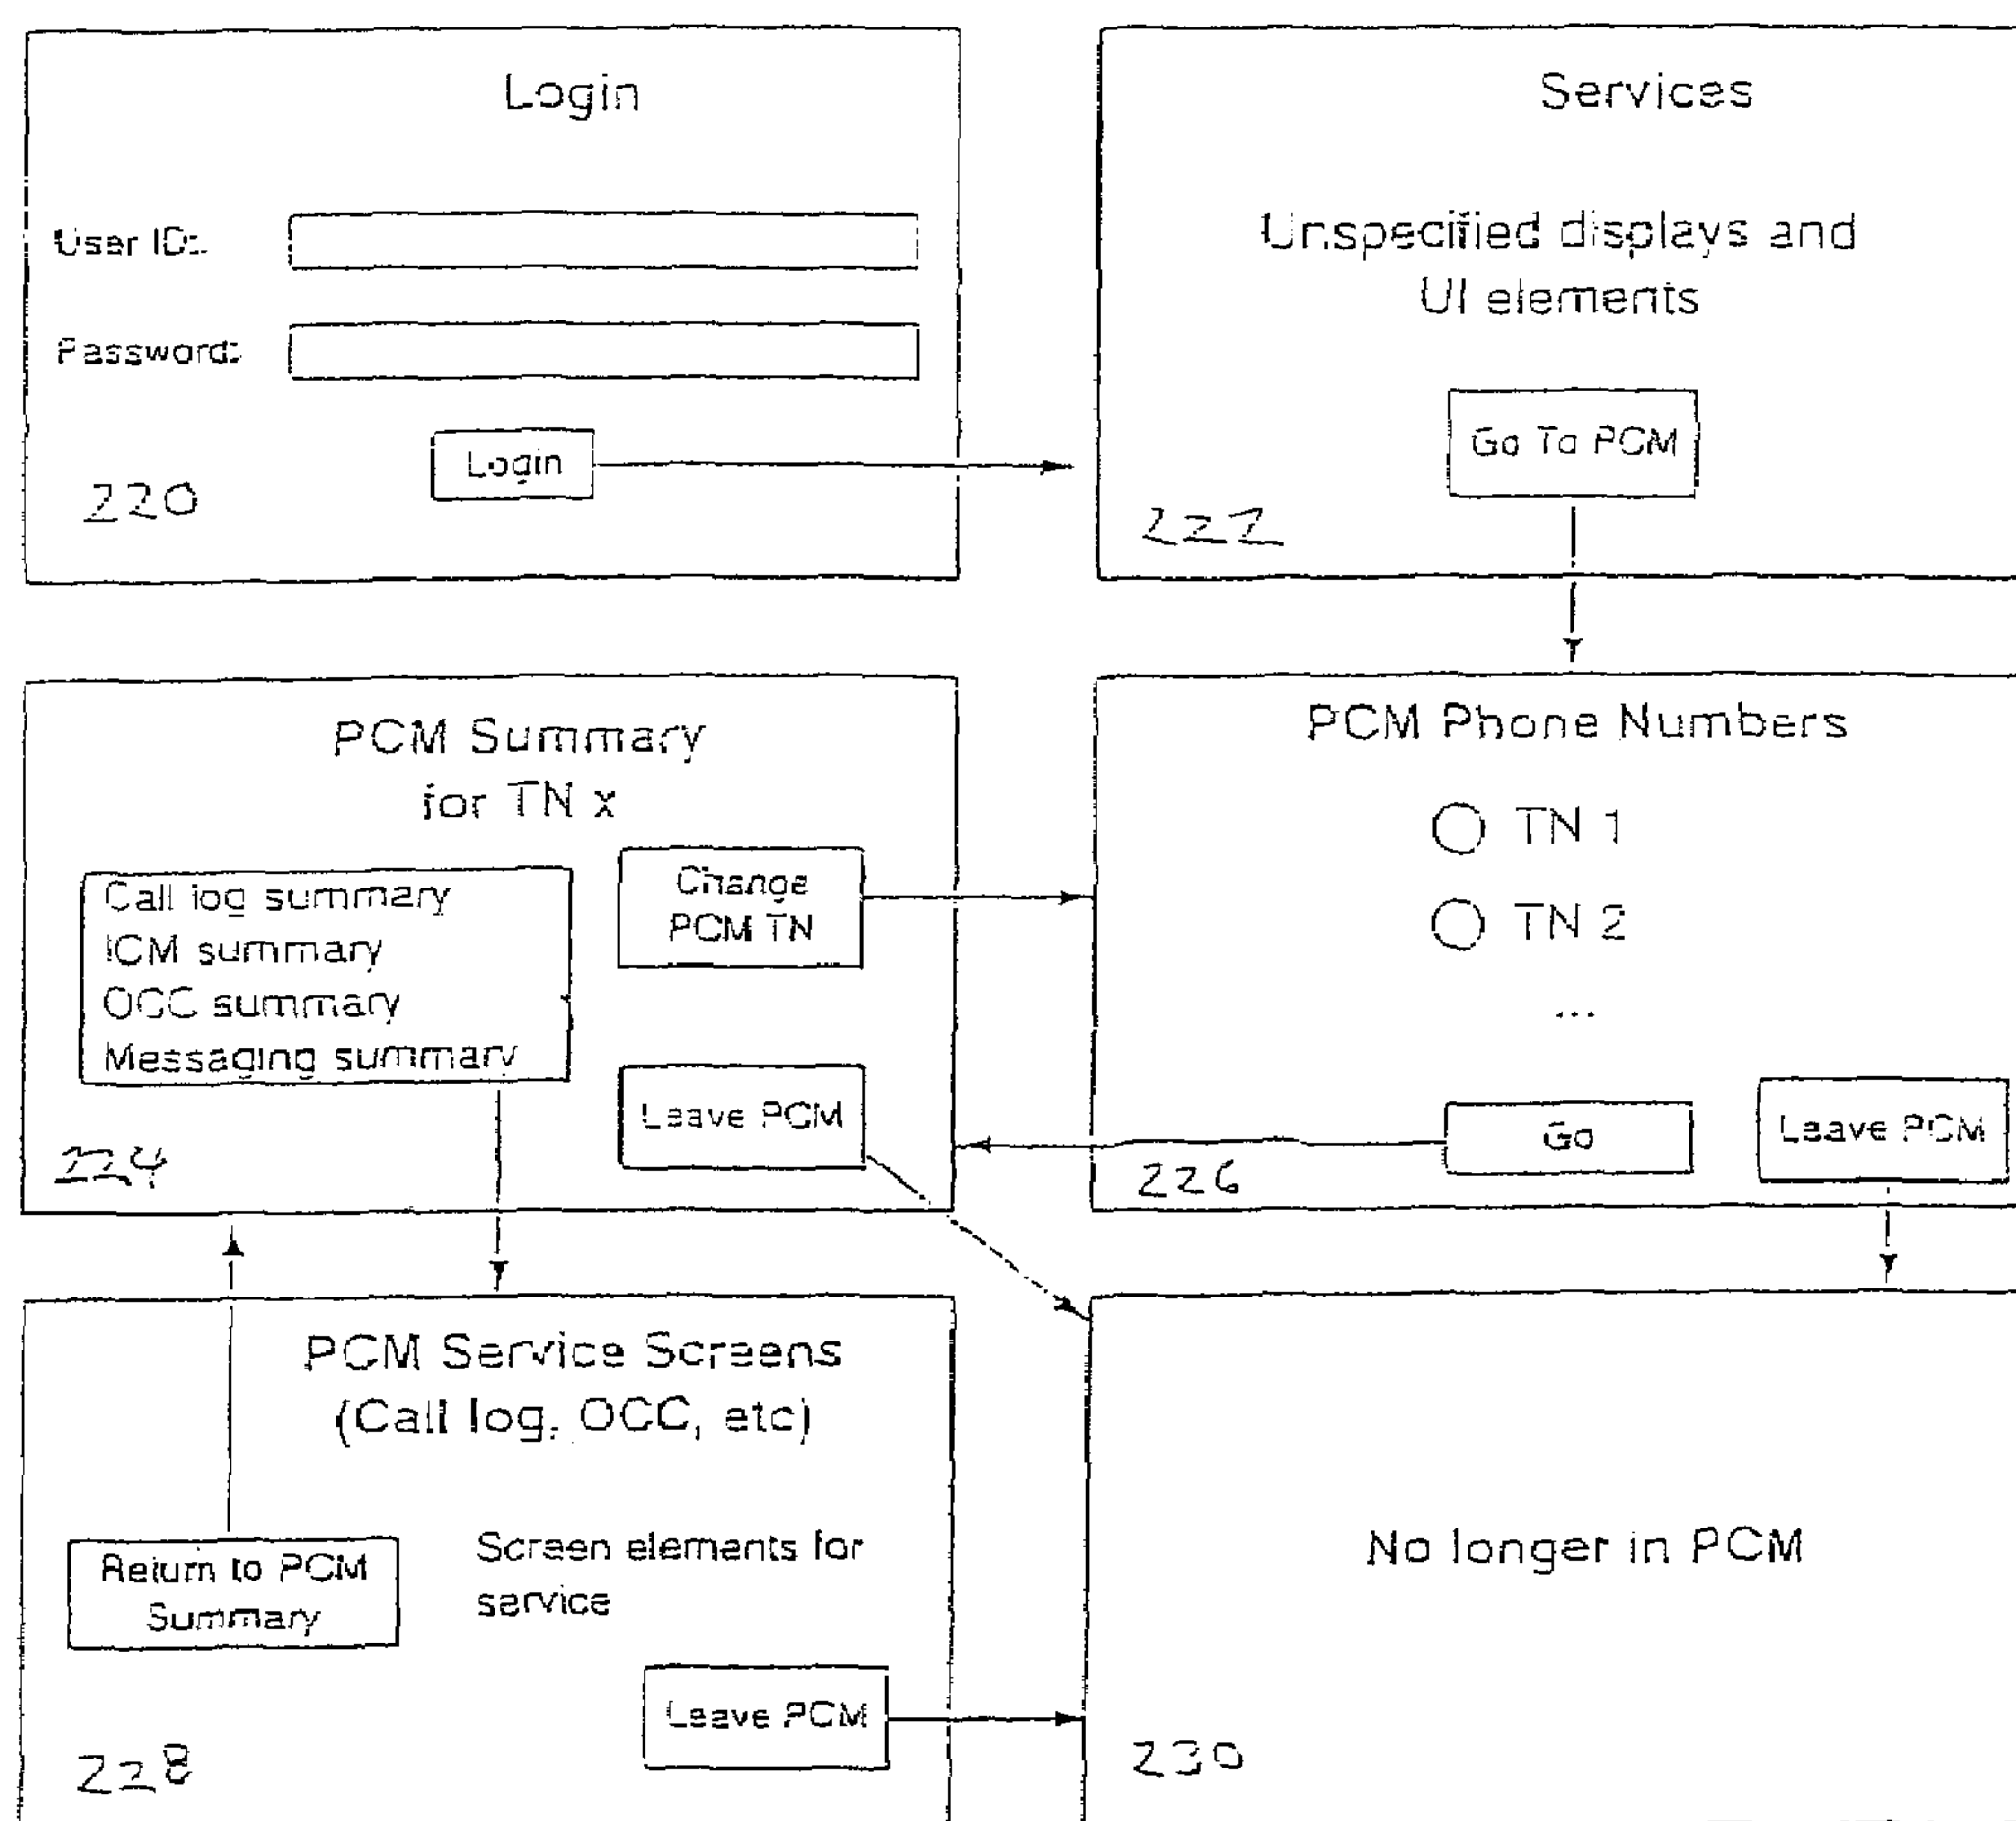 Login
User ID:
Password:
Login
220
Services
Unspecified displays and
UI elements
Go To PCM
222
PCM Summary
for TN x
Call log summary
ICM summary
OCC summary
Messaging summary
Change
PCM TN
Leave PCM
224
PCM Phone Numbers
TN 1
TN 2
...
Go
Leave PCM
226
PCM Service Screens
(Call log, OCC, etc)
Return to PCM
Summary
Screen elements for
service
Leave PCM
228
No longer in PCM
230